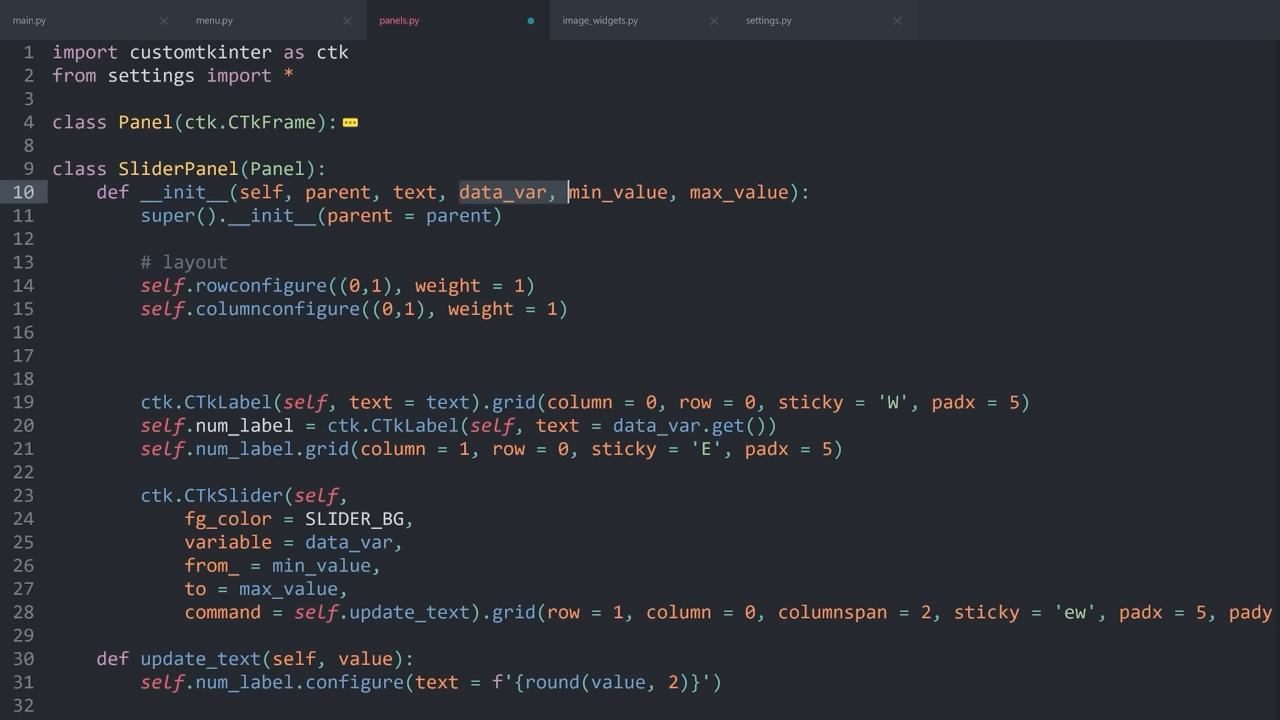 main.py menu.py panels.py image_widgets.py settings.py
1 import customtkinter as ctk
2 from settings import *
3
4 class Panel(ctk.CTkFrame):
8
9 class SliderPanel(Panel):
10 def __init__(self, parent, text, data_var, min_value, max_value):
11 super().__init__(parent = parent)
12
13 # layout
14 self.rowconfigure((0,1), weight = 1)
15 self.columnconfigure((0,1), weight = 1)
16
17
18
19 ctk.CTkLabel(self, text = text).grid(column = 0, row = 0, sticky = 'W', padx = 5)
20 self.num_label = ctk.CTkLabel(self, text = data_var.get())
21 self.num_label.grid(column = 1, row = 0, sticky = 'E', padx = 5)
22
23 ctk.CTkSlider(self,
24 fg_color = SLIDER_BG,
25 variable = data_var,
26 from_ = min_value,
27 to = max_value,
28 command = self.update_text).grid(row = 1, column = 0, columnspan = 2, sticky = 'ew', padx = 5, pady
29
30 def update_text(self, value):
31 self.num_label.configure(text = f'{round(value, 2)}')
32